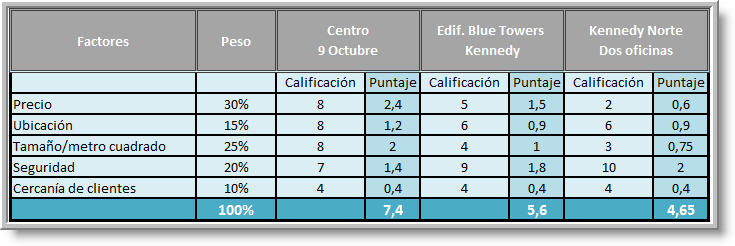 Factores Peso Centro 9 Octubre Edif. Blue Towers Kennedy Kennedy Norte Dos oficinas
Calificación Puntaje Calificación Puntaje Calificación Puntaje
Precio 30% 8 2,4 5 1,5 2 0,6
Ubicación 15% 8 1,2 6 0,9 6 0,9
Tamaño/metro cuadrado 25% 8 2 4 1 3 0,75
Seguridad 20% 7 1,4 9 1,8 10 2
Cercanía de clientes 10% 4 0,4 4 0,4 4 0,4
100% 7,4 5,6 4,65